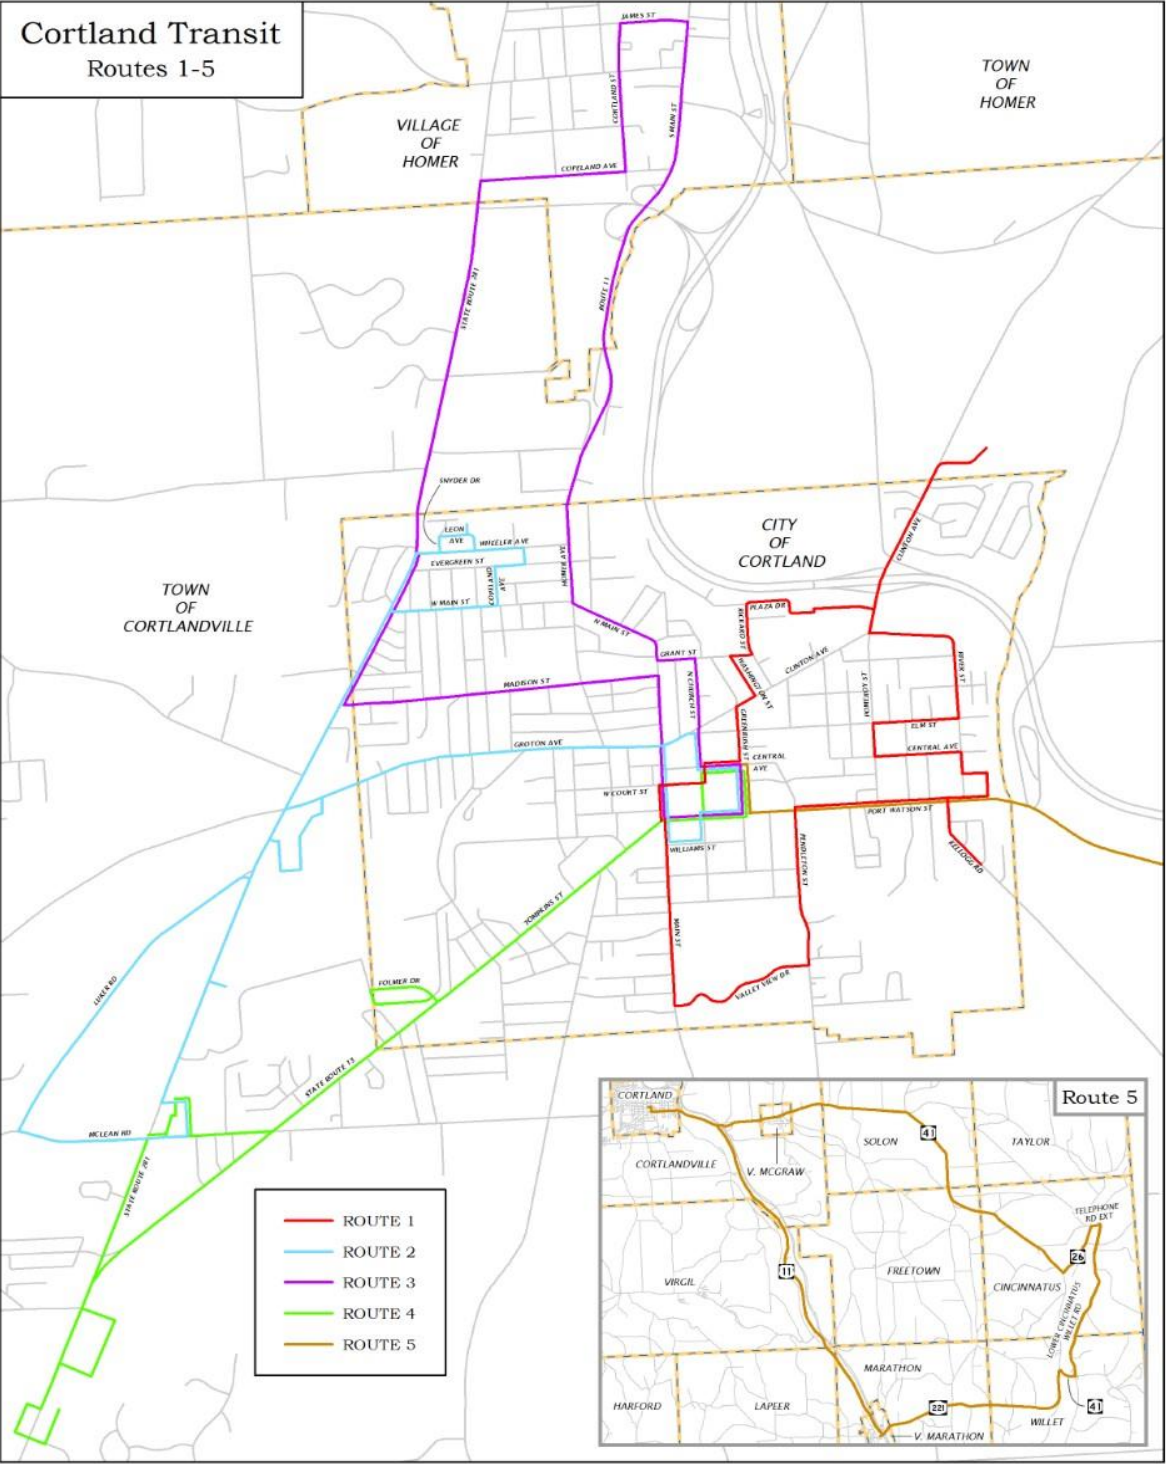 Cortland Transit
Routes 1-5
JAMES ST
CORTLAND ST
S MAIN ST
TOWN
OF
HOMER
VILLAGE
OF
HOMER
COPELAND AVE
STATE ROUTE 281
ROUTE 11
SNYDER DR
LEON
AVE
WHEELER AVE
EVERGREEN ST
CORTLAND
AVE
W MAIN ST
HOMER AVE
CITY
OF
CORTLAND
CLINTON AVE
TOWN
OF
CORTLANDVILLE
N MAIN ST
GRANT ST
PLAZA DR
RICKARD ST
WASHINGTON ST
CLINTON AVE
RIVER ST
MADISON ST
N CHURCH ST
GREENBUSH ST
ELM ST
GROTON AVE
CENTRAL
AVE
CENTRAL AVE
W COURT ST
PORT WATSON ST
WILLIAMS ST
PENDLETON ST
KELLOGG RD
TOMPKINS ST
MAIN ST
VALLEY VIEW DR
FOLMER DR
LUKER RD
STATE ROUTE 13
MCLEAN RD
STATE ROUTE 281
ROUTE 1
ROUTE 2
ROUTE 3
ROUTE 4
ROUTE 5
Route 5
CORTLAND
CORTLANDVILLE
V. MCGRAW
SOLON
41
TAYLOR
TELEPHONE
RD EXT
26
11
VIRGIL
FREETOWN
CINCINNATUS
LOWER CINCINNATUS
WILLET RD
MARATHON
HARFORD
LAPEER
221
41
WILLET
V. MARATHON